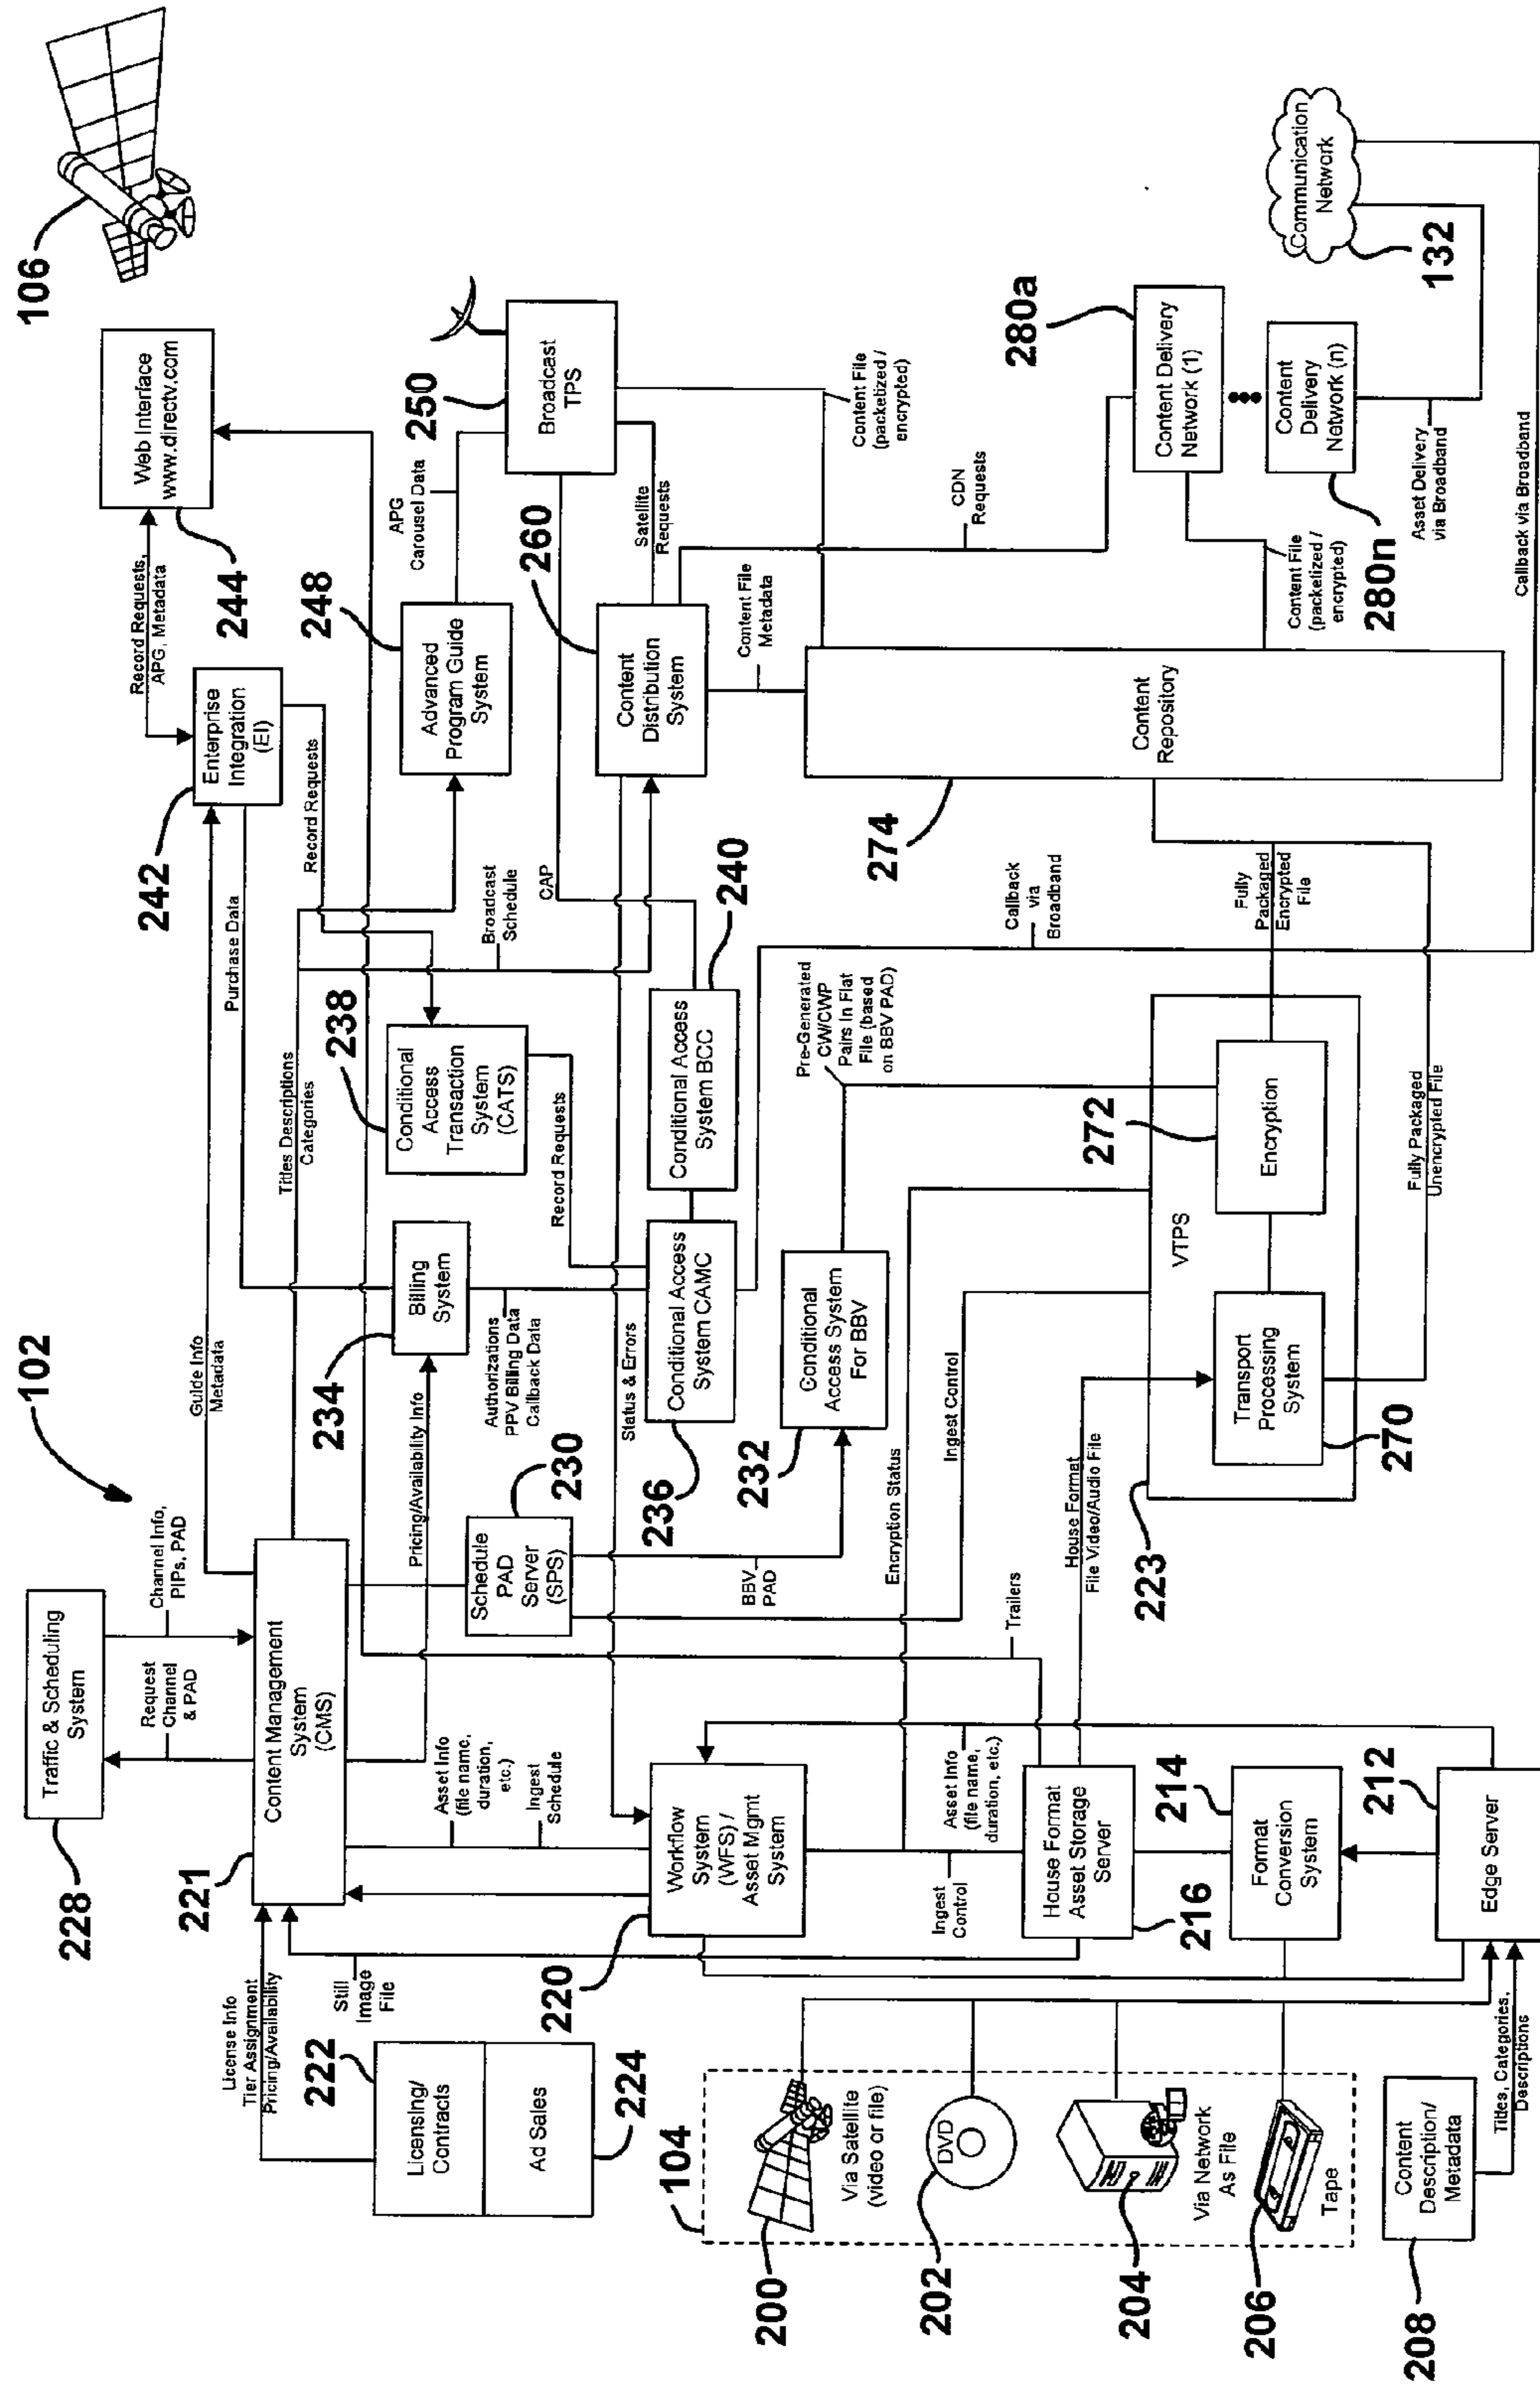 102
106
228
Traffic & Scheduling
System
Request
Channel
& PAD
Channel Info,
PIPs, PAD
221
Content Management
System
(CMS)
Guide Info
Metadata
242
Enterprise
Integration
(EI)
Record Requests,
APG, Metadata
244
Web Interface
www.directv.com
License Info
Tier Assignment
Pricing/Availability
222
Licensing/
Contracts
Ad Sales
224
Still
Image
File
Asset Info
(file name,
duration,
etc.)
Ingest
Schedule
Pricing/Availability Info
234
Billing
System
Purchase Data
Titles Descriptions
Categories
Record Requests
238
Conditional
Access
Transaction
System
(CATS)
Broadcast
Schedule
248
Advanced
Program Guide
System
APG
Carousel Data
250
Broadcast
TPS
230
Schedule
PAD
Server
(SPS)
Authorizations
PPV Billing Data
Callback Data
Record Requests
CAP
Satellite
Requests
260
Content
Distribution
System
220
Workflow
System
(WFS) /
Asset Mgmt
System
Status & Errors
236
Conditional Access
System CAMC
Conditional Access
System BCC
240
Content File
Metadata
CDN
Requests
Content File
(packetized /
encrypted)
104
200
Via Satellite
(video or file)
202
DVD
204
Via Network
As File
206
Tape
BBV
PAD
232
Conditional
Access System
For BBV
Pre-Generated
CW/CWP
Pairs In Flat
File (based
on BBV PAD)
Callback
via
Broadband
274
Content
Repository
280a
Content Delivery
Network (1)
Content
Delivery
Network (n)
280n
Communication
Network
132
Encryption Status
Ingest Control
Trailers
Ingest
Control
Asset Info
(file name,
duration, etc.)
House Format
Asset Storage
Server
216
House Format
File Video/Audio File
223
VTPS
Transport
Processing
System
270
272
Encryption
Fully
Packaged
Encrypted
File
Fully Packaged
Unencrypted File
Content File
(packetized /
encrypted)
Asset Delivery
via Broadband
Callback via Broadband
214
Format
Conversion
System
212
Edge Server
208
Content
Description/
Metadata
Titles, Categories,
Descriptions